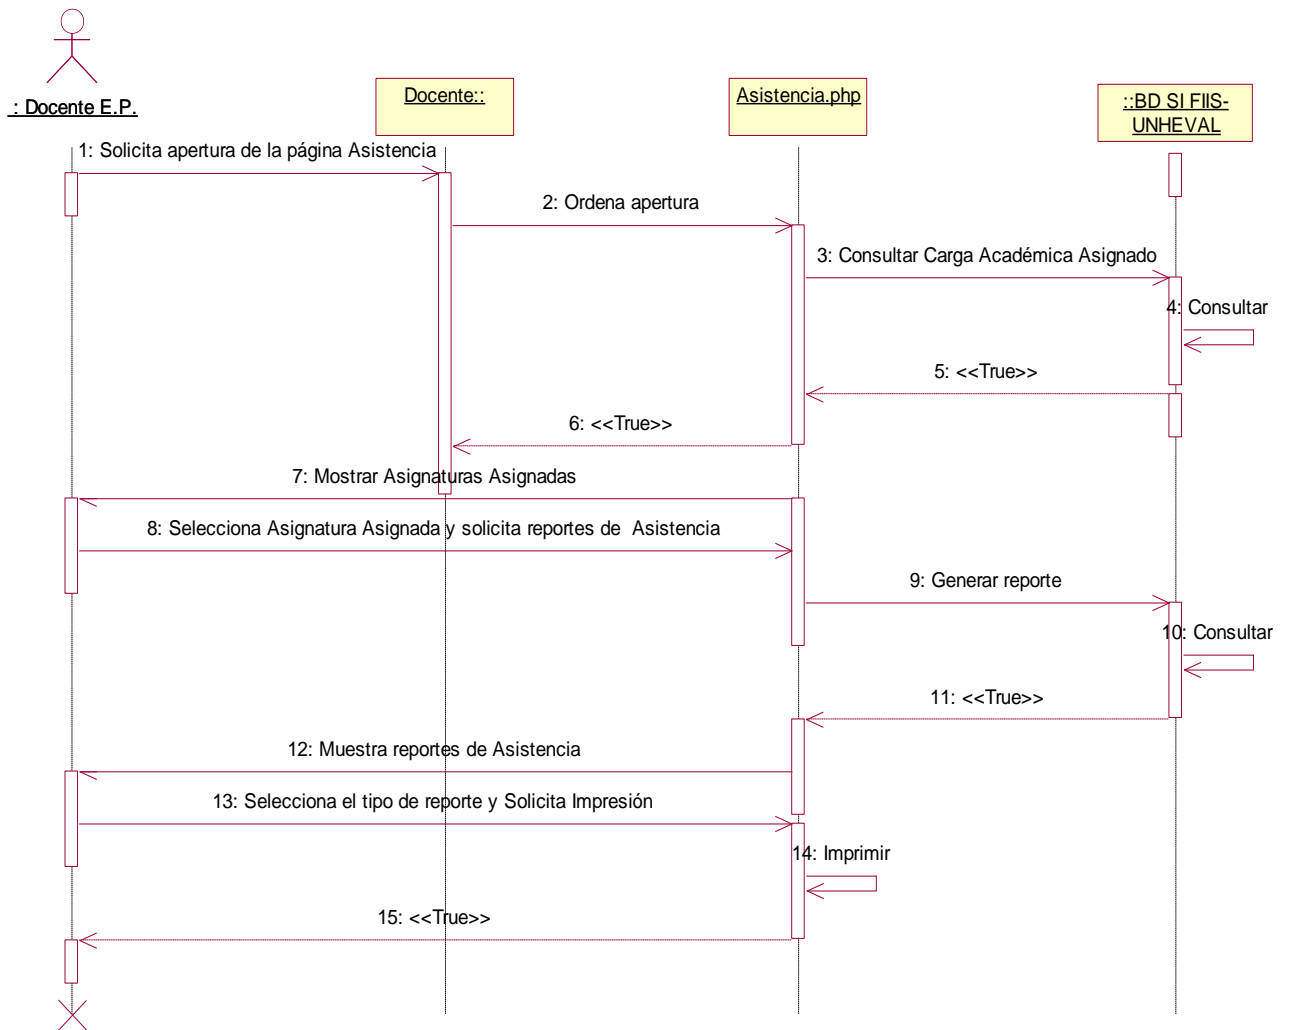 : Docente E.P.
Docente::
Asistencia.php
::BD SI FIIS-
UNHEVAL
1: Solicita apertura de la página Asistencia
2: Ordena apertura
3: Consultar Carga Académica Asignado
4: Consultar
5: <<True>>
6: <<True>>
7: Mostrar Asignaturas Asignadas
8: Selecciona Asignatura Asignada y solicita reportes de  Asistencia
9: Generar reporte
10: Consultar
11: <<True>>
12: Muestra reportes de Asistencia
13: Selecciona el tipo de reporte y Solicita Impresión
14: Imprimir
15: <<True>>